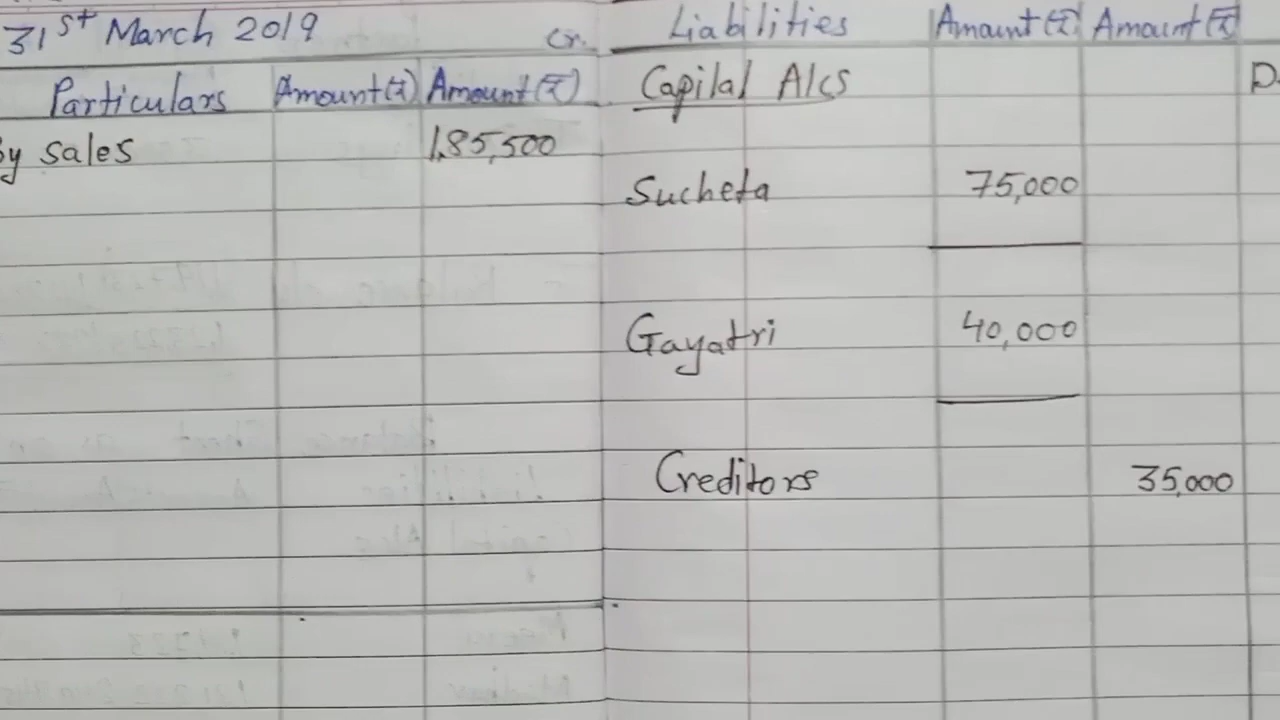 31st March 2019
Cr.
Particulars Amount(₹) Amount(₹)
By sales 1,85,500
Liabilities Amount(₹) Amount(₹)
Capital A/cs
Sucheta 75,000
Gayatri 40,000
Creditors 35,000